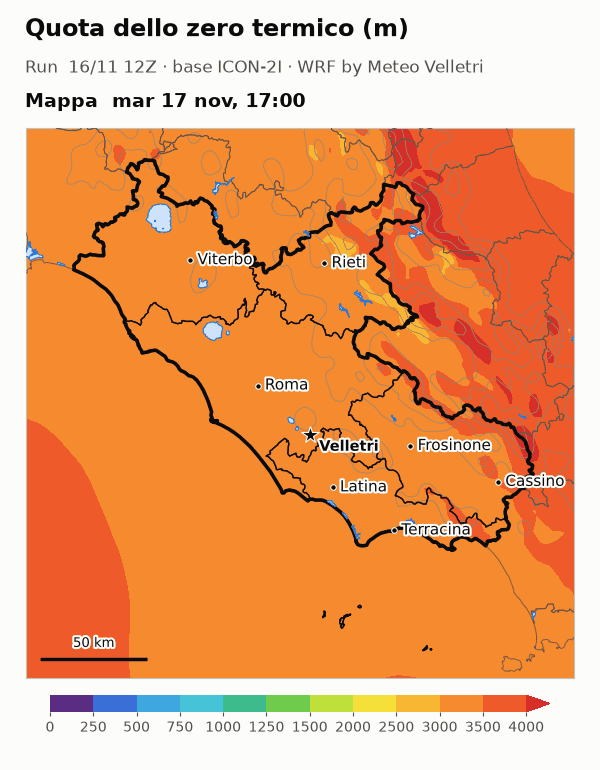 Quota dello zero termico (m)
Run  16/11 12Z · base ICON-2I · WRF by Meteo Velletri
Mappa  mar 17 nov, 17:00
Viterbo
Rieti
Roma
Velletri
Frosinone
Cassino
Latina
Terracina
50 km
0 250 500 750 1000 1250 1500 2000 2500 3000 3500 4000